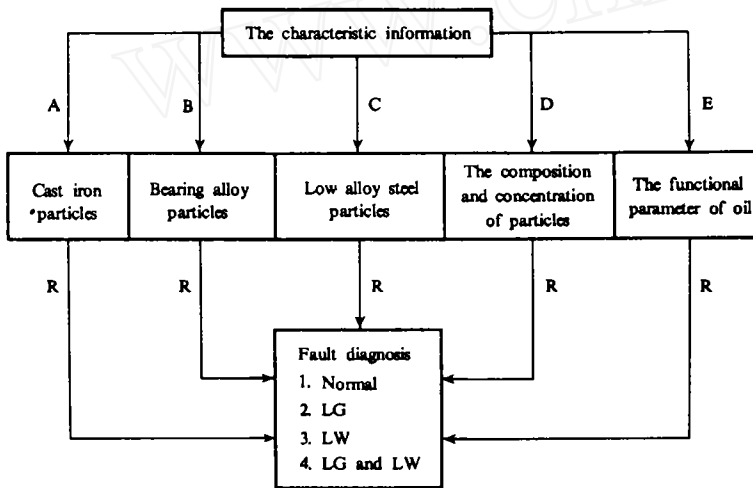 The characteristic information
A
B
C
D
E
Cast iron
particles
Bearing alloy
particles
Low alloy steel
particles
The composition
and concentration
of particles
The functional
parameter of oil
R
R
R
R
R
Fault diagnosis
1. Normal
2. LG
3. LW
4. LG and LW